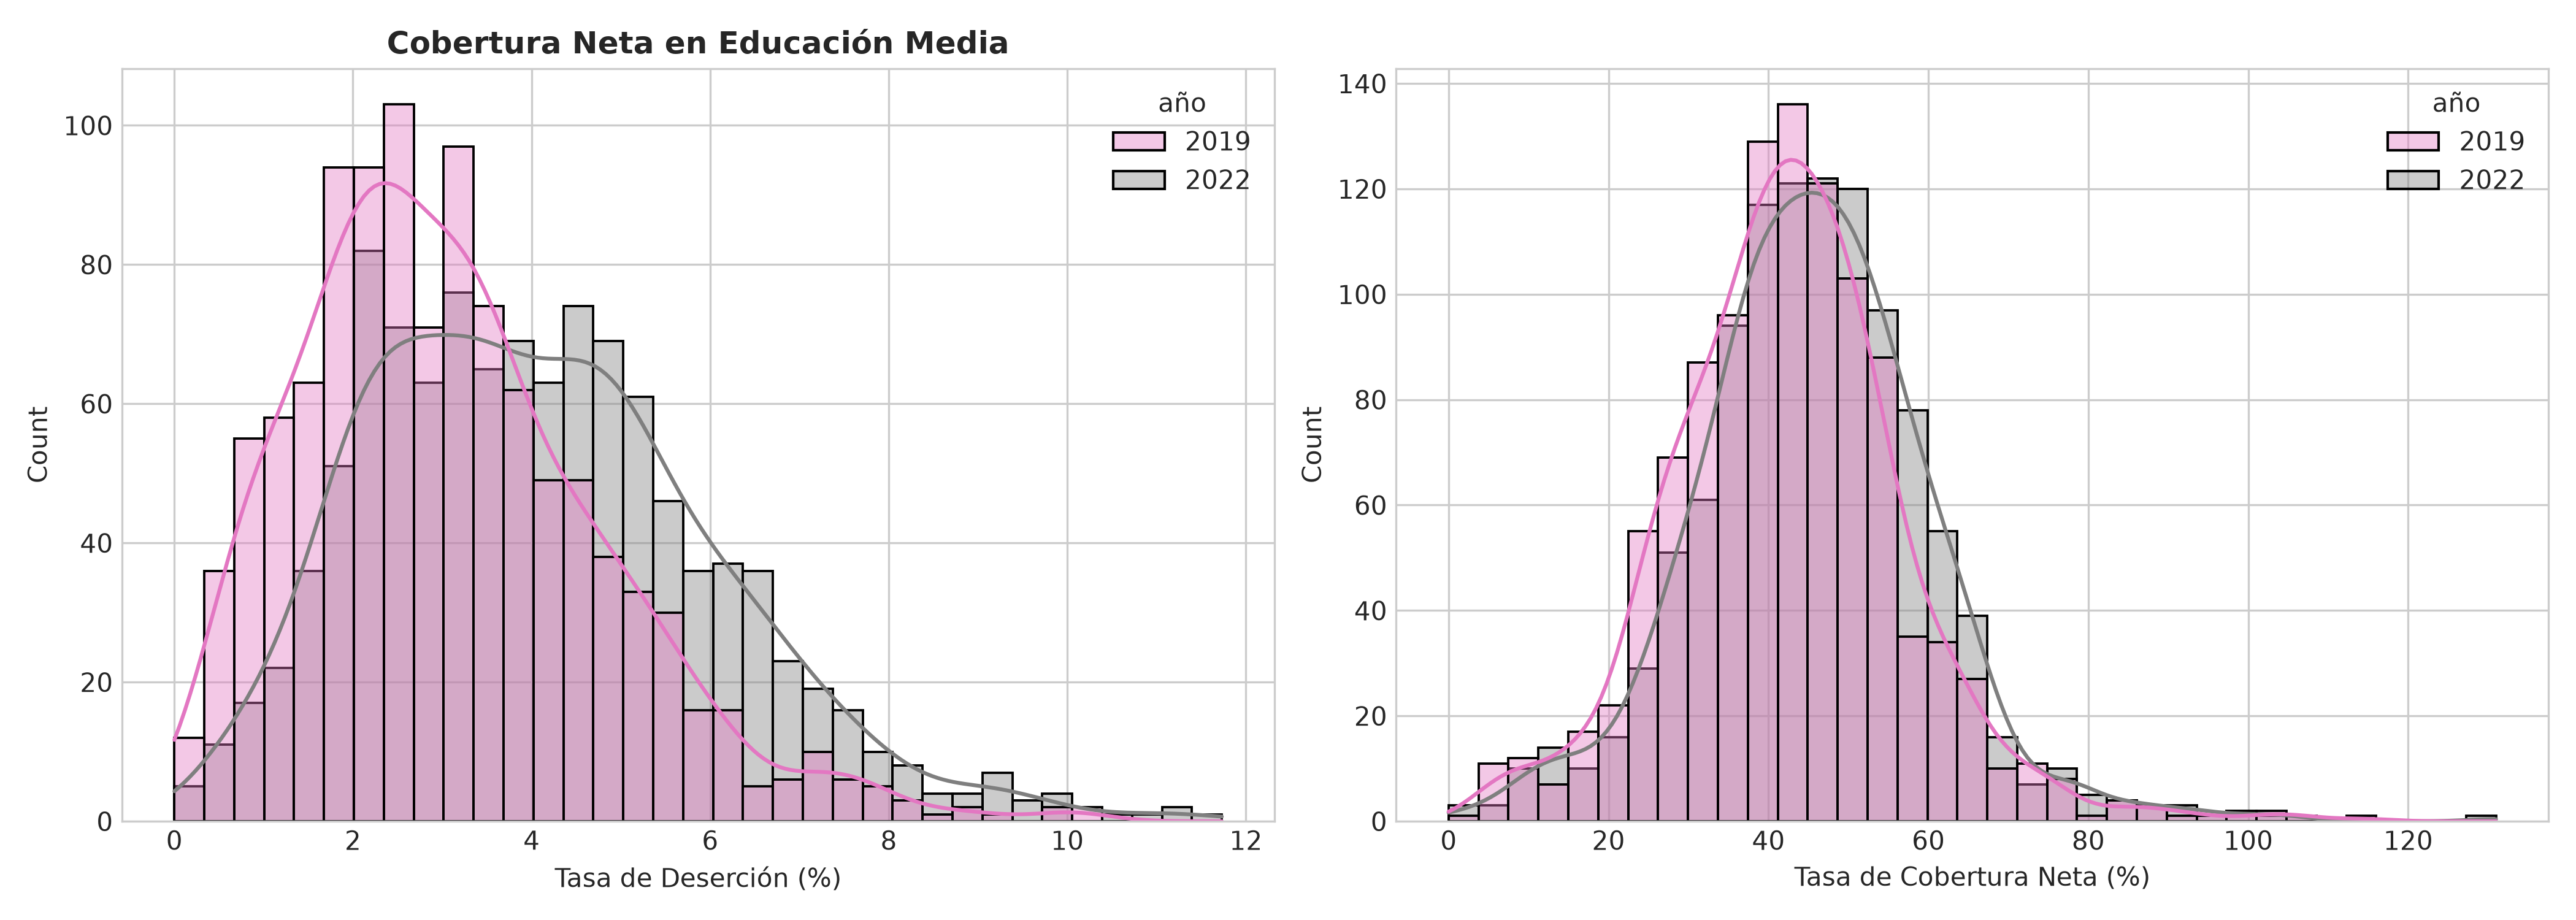 Cobertura Neta en Educación Media
Count
100
80
60
40
20
0
0 2 4 6 8 10 12
Tasa de Deserción (%)
año
2019
2022
Count
140
120
100
80
60
40
20
0
0 20 40 60 80 100 120
Tasa de Cobertura Neta (%)
año
2019
2022